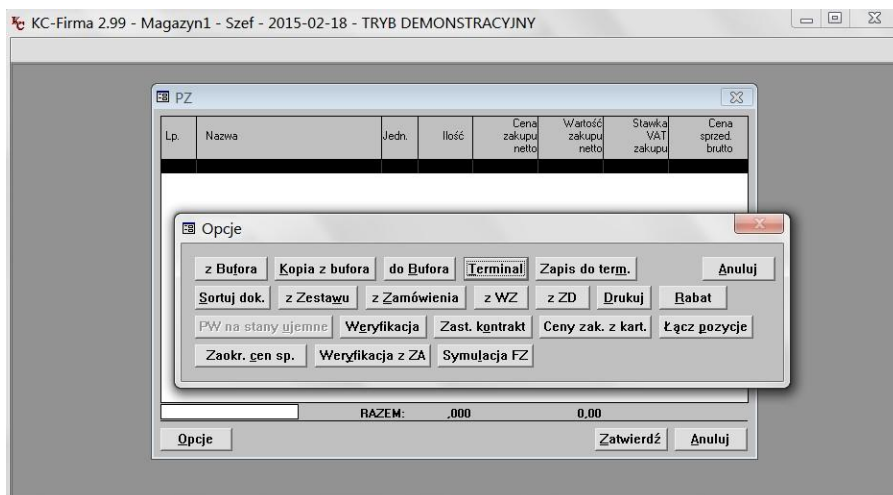 KC-Firma 2.99 - Magazyn1 - Szef - 2015-02-18 - TRYB DEMONSTRACYJNY
PZ
Lp. Nazwa Jedn. Ilość Cena zakupu netto Wartość zakupu netto Stawka VAT zakupu Cena sprzed. brutto
Opcje
z Bufora Kopia z bufora do Bufora Terminal Zapis do term. Anuluj
Sortuj dok. z Zestawu z Zamówienia z WZ z ZD Drukuj Rabat
PW na stany ujemne Weryfikacja Zast. kontrakt Ceny zak. z kart. Łącz pozycje
Zaokr. cen sp. Weryfikacja z ZA Symulacja FZ
RAZEM: ,000 0,00
Opcje Zatwierdź Anuluj